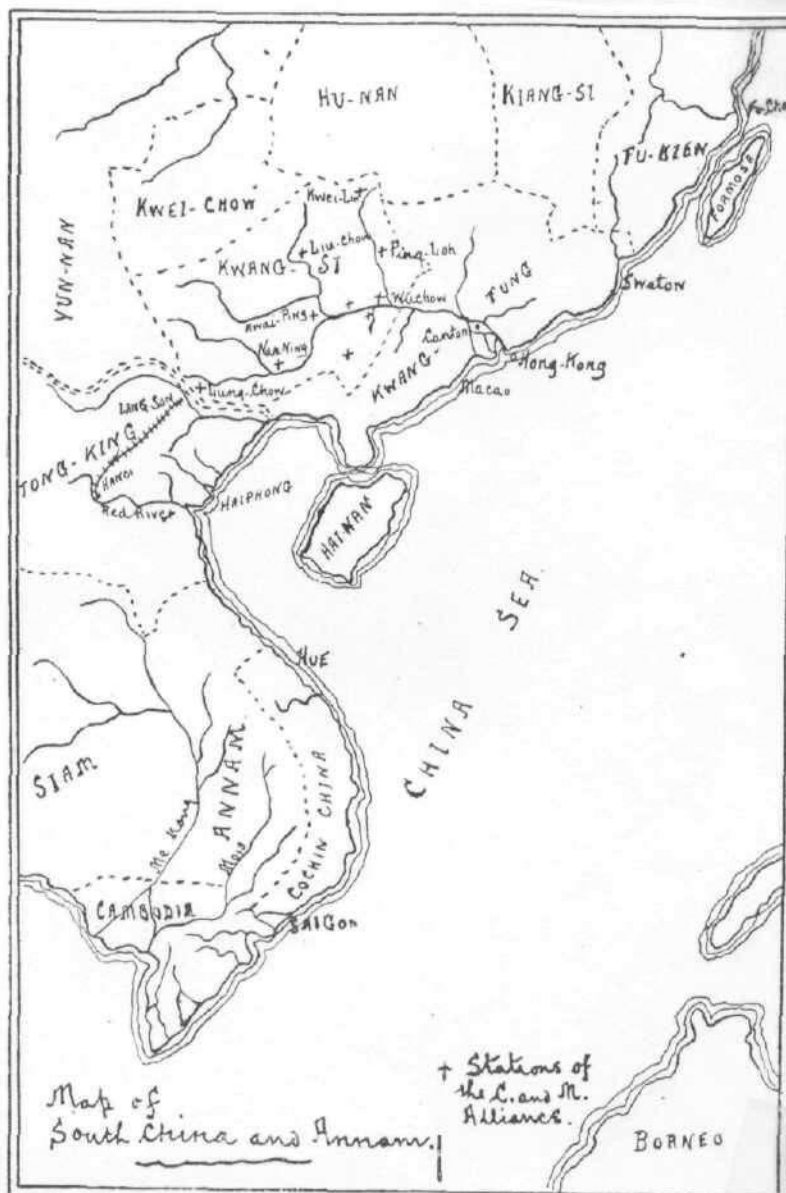 HU-NAN
KIANG-SI
FU-KIEN
FORMOSA
KWEI-CHOW
YUN-NAN
Kwei-Lin
Liu-Chow
Ping-Loh
KWANG-SI
Wuchow
TUNG
Swaton
Kwai-Ping
Nan Ning
Canton
Hong-Kong
KWANG-
Macao
Lung-Chow
LANG-SON
TONG-KING
HANOI
Red River
HAIPHONG
HAI-NAN
CHINA SEA.
HUE
SIAM
ANNAM
Me Kong
COCHIN CHINA
CAMBODIA
SAIGON
† Stations of
the C. and M.
Alliance.
Map of
South China and Annam.
BORNEO